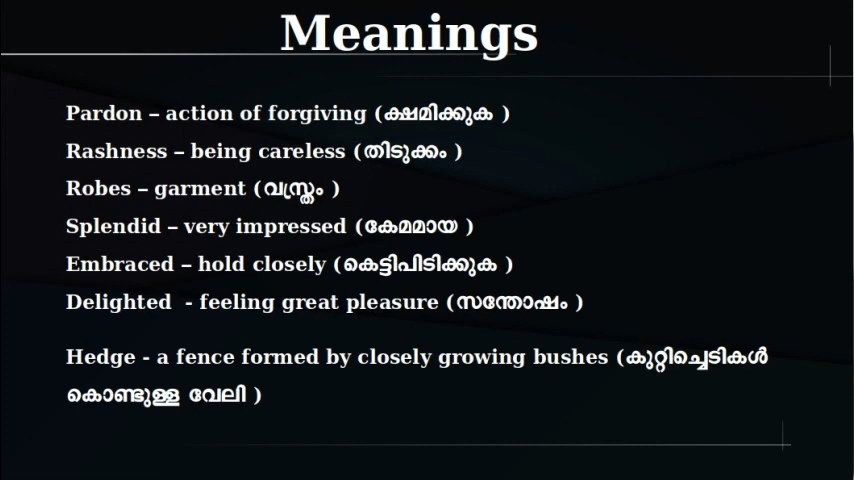 Meanings
Pardon – action of forgiving (ക്ഷമിക്കുക )
Rashness – being careless (തിടുക്കം )
Robes – garment (വസ്ത്രം )
Splendid – very impressed (കേമമായ )
Embraced – hold closely (കെട്ടിപിടിക്കുക )
Delighted  - feeling great pleasure (സന്തോഷം )
Hedge - a fence formed by closely growing bushes (കുറ്റിച്ചെടികൾ
കൊണ്ടുള്ള വേലി )